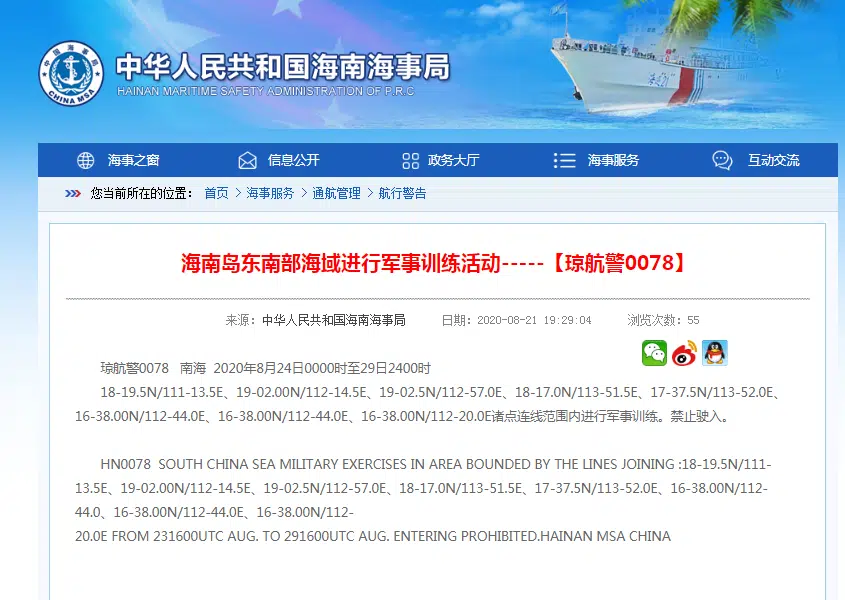 中国海事局
CHINA MSA
中华人民共和国海南海事局
HAINAN MARITIME SAFETY ADMINISTRATION OF P.R.C
海事之窗 信息公开 政务大厅 海事服务 互动交流
您当前所在的位置： 首页 > 海事服务 > 通航管理 > 航行警告
海南岛东南部海域进行军事训练活动-----【琼航警0078】
来源：中华人民共和国海南海事局 日期：2020-08-21 19:29:04 浏览次数：55
琼航警0078 南海 2020年8月24日0000时至29日2400时
18-19.5N/111-13.5E、19-02.00N/112-14.5E、19-02.5N/112-57.0E、18-17.0N/113-51.5E、17-37.5N/113-52.0E、
16-38.00N/112-44.0E、16-38.00N/112-44.0E、16-38.00N/112-20.0E诸点连线范围内进行军事训练。禁止驶入。
HN0078 SOUTH CHINA SEA MILITARY EXERCISES IN AREA BOUNDED BY THE LINES JOINING :18-19.5N/111-
13.5E、19-02.00N/112-14.5E、19-02.5N/112-57.0E、18-17.0N/113-51.5E、17-37.5N/113-52.0E、16-38.00N/112-
44.0、16-38.00N/112-44.0E、16-38.00N/112-
20.0E FROM 231600UTC AUG. TO 291600UTC AUG. ENTERING PROHIBITED.HAINAN MSA CHINA